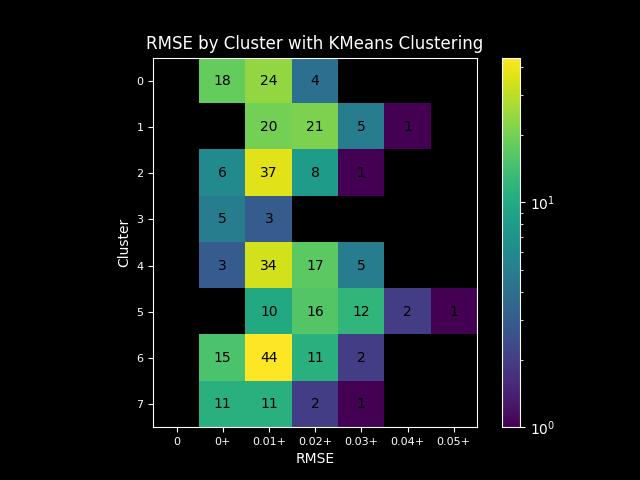 RMSE by Cluster with KMeans Clustering
0 18 24 4
1 20 21 5 1
2 6 37 8 1
3 5 3
4 3 34 17 5
5 10 16 12 2 1
6 15 44 11 2
7 11 11 2 1
Cluster
0 0+ 0.01+ 0.02+ 0.03+ 0.04+ 0.05+
RMSE
10¹
10⁰